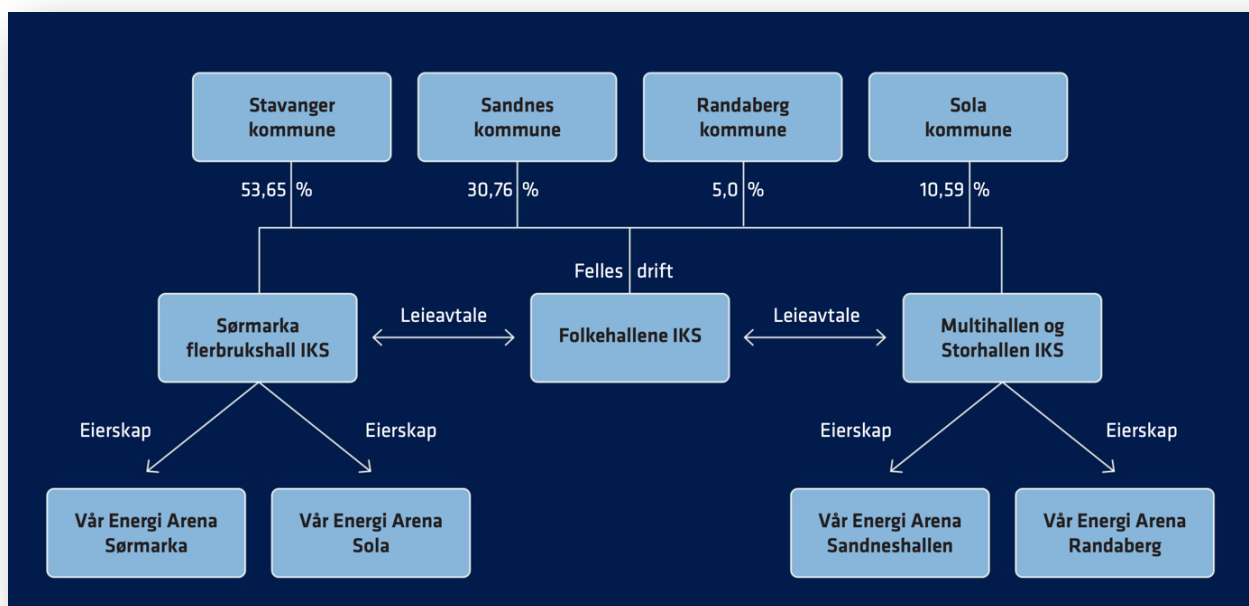 Stavanger
kommune
Sandnes
kommune
Randaberg
kommune
Sola
kommune
53,65 %
30,76 %
5,0 %
10,59 %
Felles drift
Sørmarka
flerbrukshall IKS
Leieavtale
Folkehallene IKS
Leieavtale
Multihallen og
Storhallen IKS
Eierskap
Eierskap
Eierskap
Eierskap
Vår Energi Arena
Sørmarka
Vår Energi Arena
Sola
Vår Energi Arena
Sandneshallen
Vår Energi Arena
Randaberg